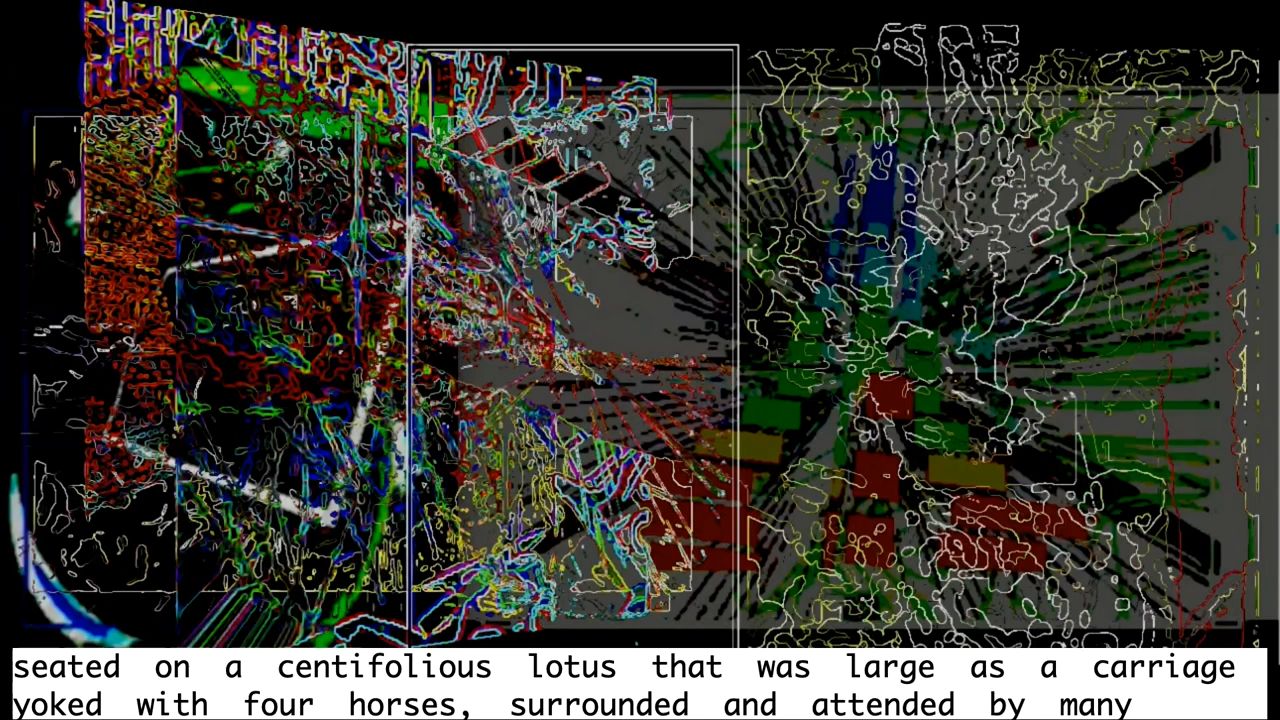 seated on a centifolious lotus that was large as a carriage
yoked with four horses, surrounded and attended by many